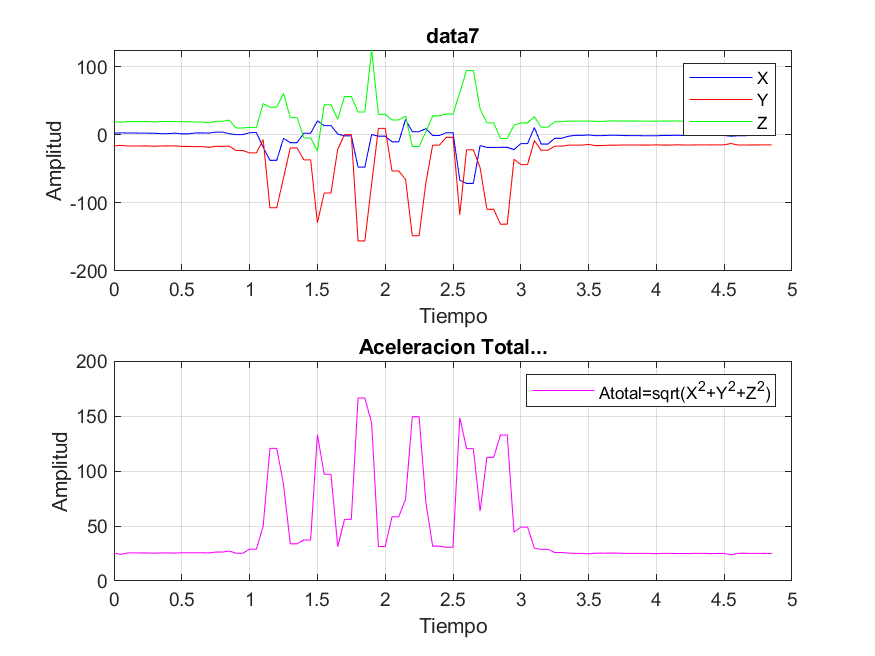 data7
100
0
-100
-200
Amplitud
X
Y
Z
0 0.5 1 1.5 2 2.5 3 3.5 4 4.5 5
Tiempo
Aceleracion Total...
200
150
100
50
0
Amplitud
Atotal=sqrt(X²+Y²+Z²)
0 0.5 1 1.5 2 2.5 3 3.5 4 4.5 5
Tiempo